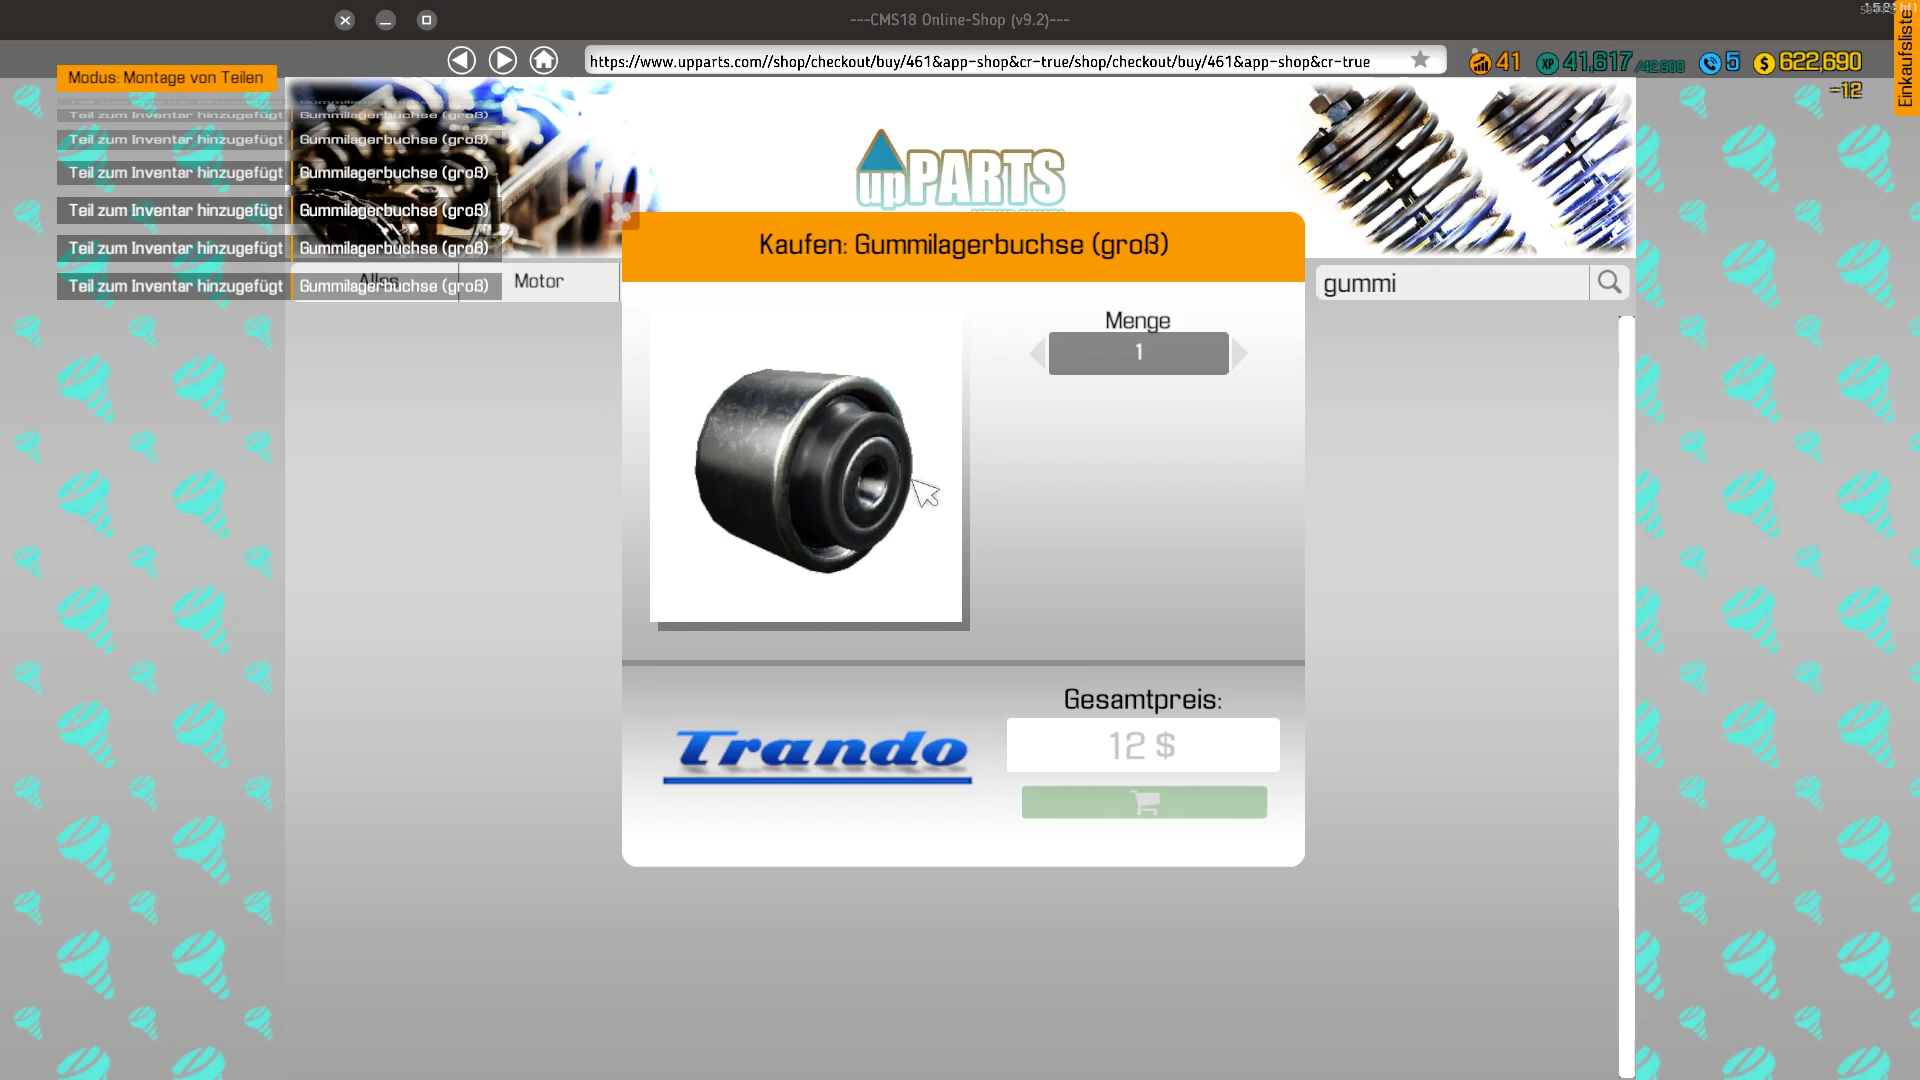 ---CMS18 Online-Shop (v9.2)---
https://www.upparts.com//shop/checkout/buy/461&app-shop&cr-true/shop/checkout/buy/461&app-shop&cr-true
41
XP 41,617/42,900
5
$ 622,690
-12
Einkaufsliste
Modus: Montage von Teilen
Teil zum Inventar hinzugefügt Gummilagerbuchse (groß)
Teil zum Inventar hinzugefügt Gummilagerbuchse (groß)
Teil zum Inventar hinzugefügt Gummilagerbuchse (groß)
Teil zum Inventar hinzugefügt Gummilagerbuchse (groß)
Teil zum Inventar hinzugefügt Gummilagerbuchse (groß)
Teil zum Inventar hinzugefügt Gummilagerbuchse (groß)
upPARTS
Alles
Motor
gummi
Kaufen: Gummilagerbuchse (groß)
Menge
1
Gesamtpreis:
12 $
Trando